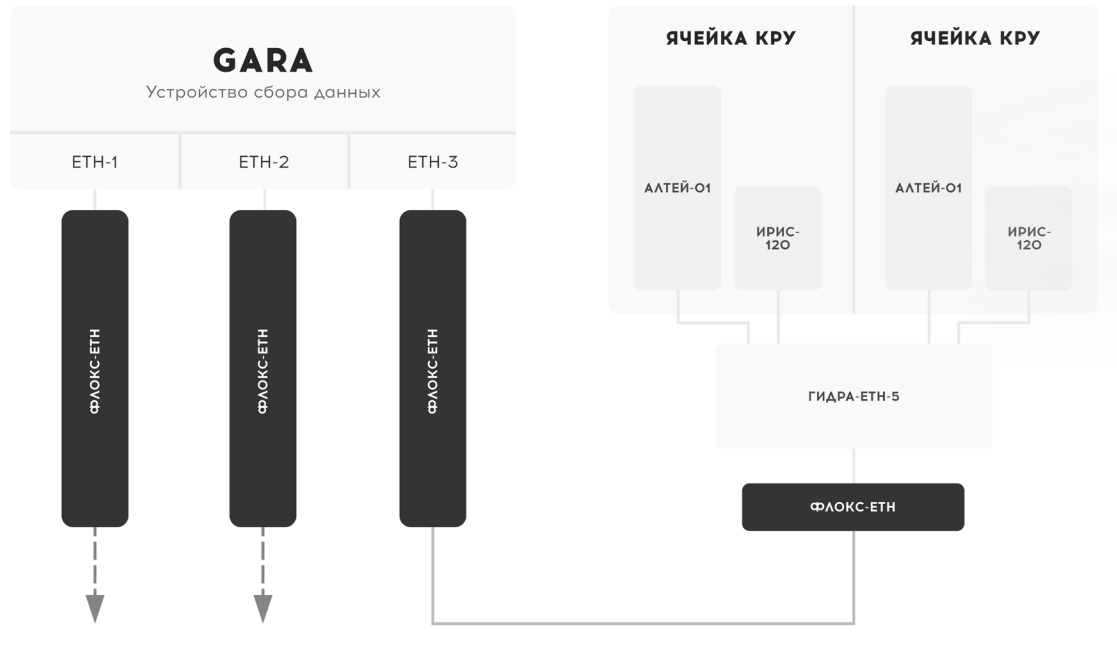 GARA
Устройство сбора данных
ETH-1
ETH-2
ETH-3
ФЛОКС-ETH
ФЛОКС-ETH
ФЛОКС-ETH
ЯЧЕЙКА КРУ
ЯЧЕЙКА КРУ
АЛТЕЙ-01
ИРИС-
120
АЛТЕЙ-01
ИРИС-
120
ГИДРА-ETH-5
ФЛОКС-ETH